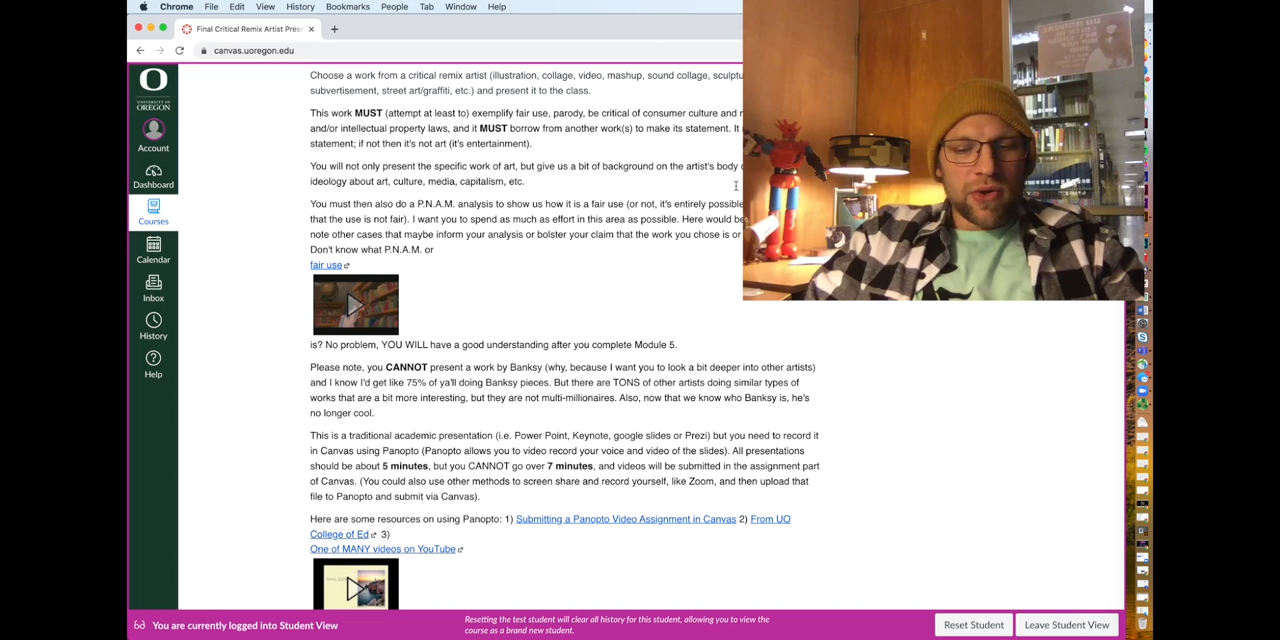 Chrome File Edit View History Bookmarks People Tab Window Help
Final Critical Remix Artist Pres
canvas.uoregon.edu
O
UNIVERSITY OF
OREGON
Account
Dashboard
Courses
Calendar
Inbox
History
Help
Choose a work from a critical remix artist (illustration, collage, video, mashup, sound collage, sculptu
subvertisement, street art/graffiti, etc.) and present it to the class.
This work MUST (attempt at least to) exemplify fair use, parody, be critical of consumer culture and
and/or intellectual property laws, and it MUST borrow from another work(s) to make its statement. It
statement; if not then it's not art (it's entertainment).
You will not only present the specific work of art, but give us a bit of background on the artist's body
ideology about art, culture, media, capitalism, etc.
You must then also do a P.N.A.M. analysis to show us how it is a fair use (or not, it's entirely possible
that the use is not fair). I want you to spend as much as effort in this area as possible. Here would be
note other cases that maybe inform your analysis or bolster your claim that the work you chose is or
Don't know what P.N.A.M. or
fair use
is? No problem, YOU WILL have a good understanding after you complete Module 5.
Please note, you CANNOT present a work by Banksy (why, because I want you to look a bit deeper into other artists)
and I know I'd get like 75% of ya'll doing Banksy pieces. But there are TONS of other artists doing similar types of
works that are a bit more interesting, but they are not multi-millionaires. Also, now that we know who Banksy is, he's
no longer cool.
This is a traditional academic presentation (i.e. Power Point, Keynote, google slides or Prezi) but you need to record it
in Canvas using Panopto (Panopto allows you to video record your voice and video of the slides). All presentations
should be about 5 minutes, but you CANNOT go over 7 minutes, and videos will be submitted in the assignment part
of Canvas. (You could also use other methods to screen share and record yourself, like Zoom, and then upload that
file to Panopto and submit via Canvas).
Here are some resources on using Panopto: 1) Submitting a Panopto Video Assignment in Canvas 2) From UO
College of Ed 3)
One of MANY videos on YouTube
You are currently logged into Student View
Resetting the test student will clear all history for this student, allowing you to view the
course as a brand new student.
Reset Student
Leave Student View